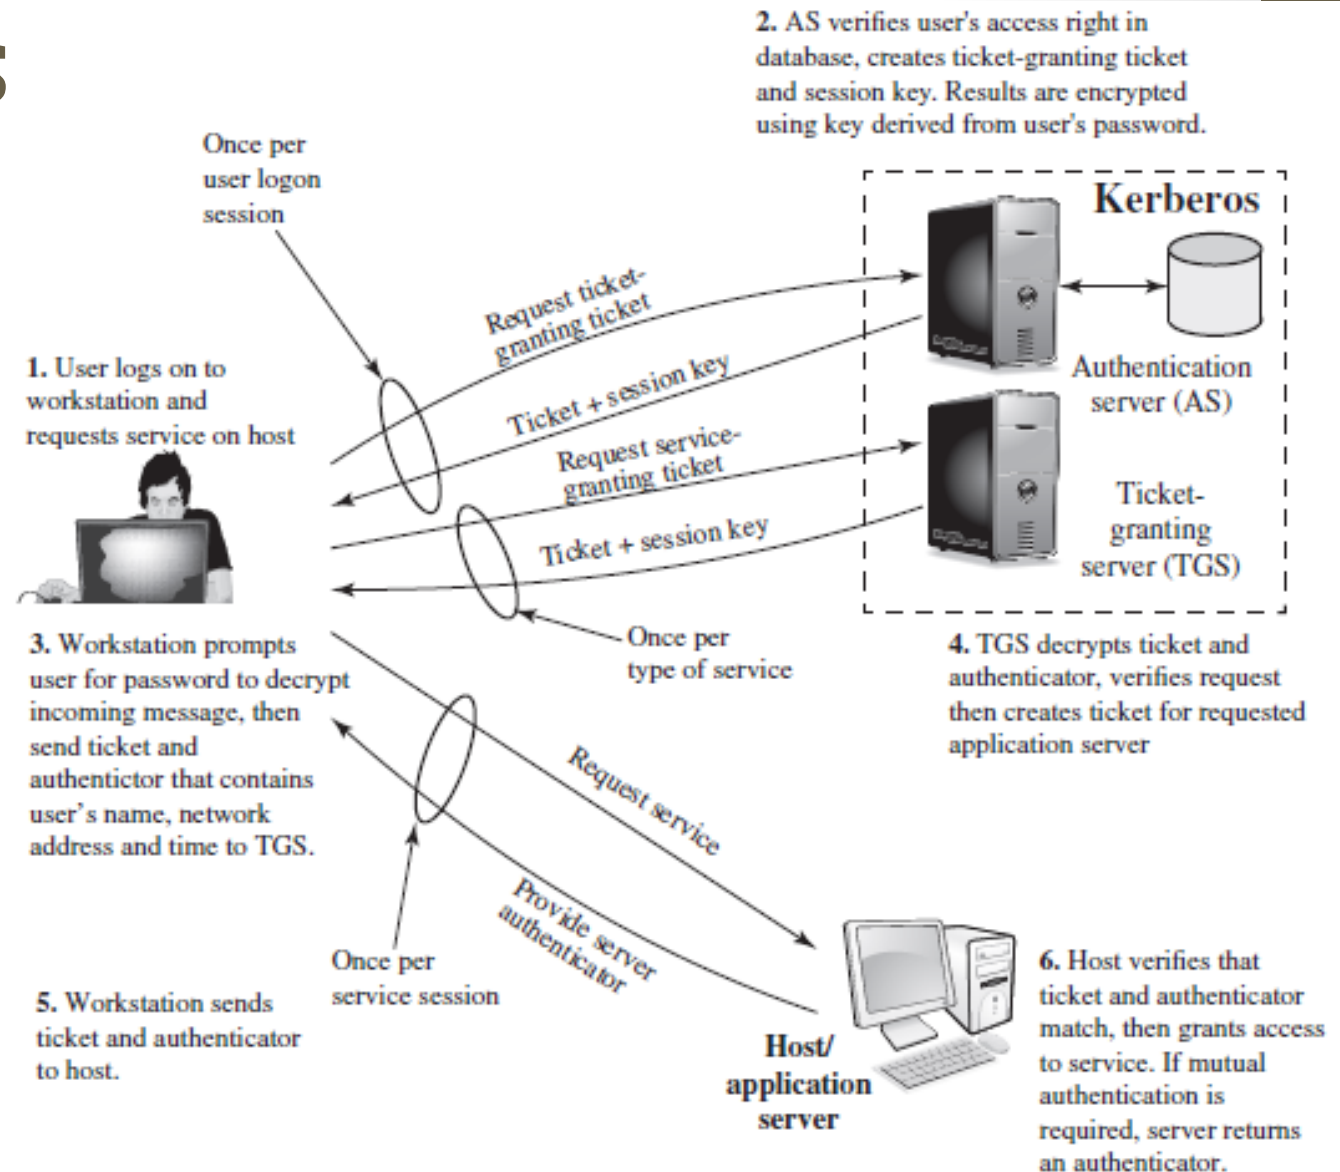 s
2. AS verifies user's access right in
database, creates ticket-granting ticket
and session key. Results are encrypted
using key derived from user's password.
Once per
user logon
session
Kerberos
Request ticket-
granting ticket
1. User logs on to
workstation and
requests service on host
Ticket + session key
Authentication
server (AS)
Request service-
granting ticket
Ticket-
granting
server (TGS)
Ticket + session key
Once per
type of service
3. Workstation prompts
user for password to decrypt
incoming message, then
send ticket and
authentictor that contains
user's name, network
address and time to TGS.
4. TGS decrypts ticket and
authenticator, verifies request
then creates ticket for requested
application server
Request service
Provide server
authenticator
Once per
service session
5. Workstation sends
ticket and authenticator
to host.
Host/
application
server
6. Host verifies that
ticket and authenticator
match, then grants access
to service. If mutual
authentication is
required, server returns
an authenticator.